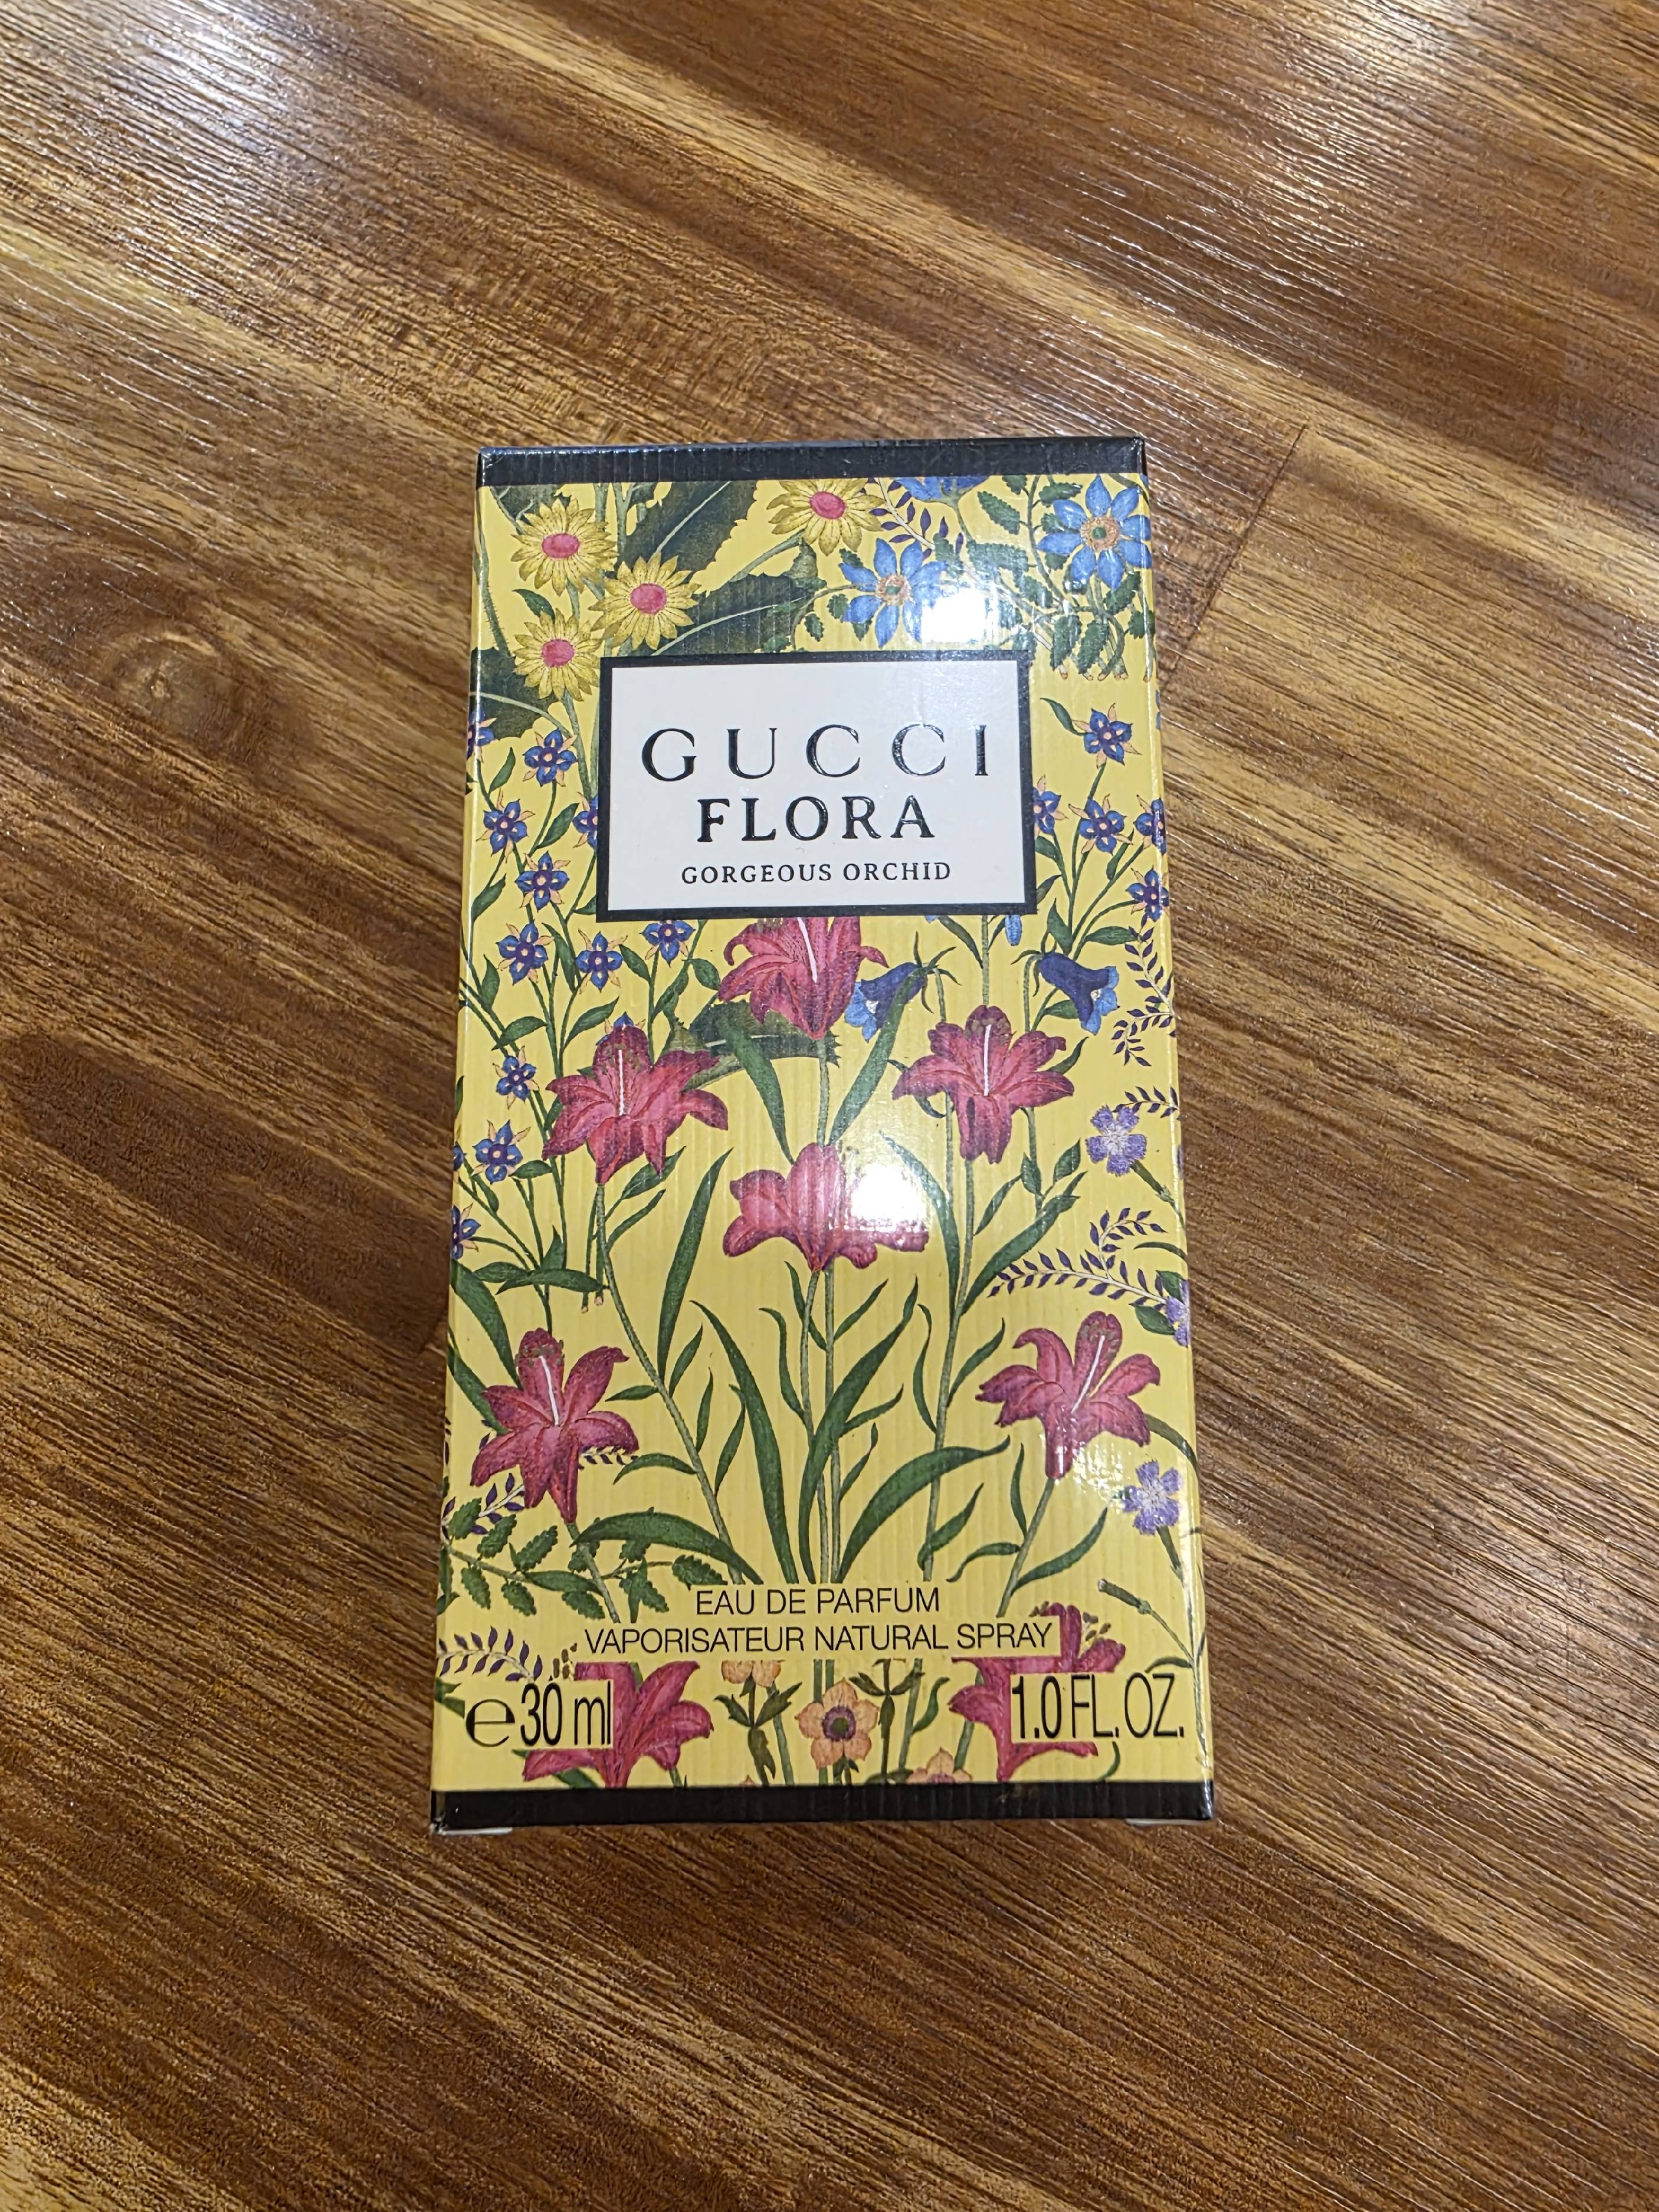 GUCCI
FLORA
GORGEOUS ORCHID
EAU DE PARFUM
VAPORISATEUR NATURAL SPRAY
℮30 ml 1.0 FL. OZ.